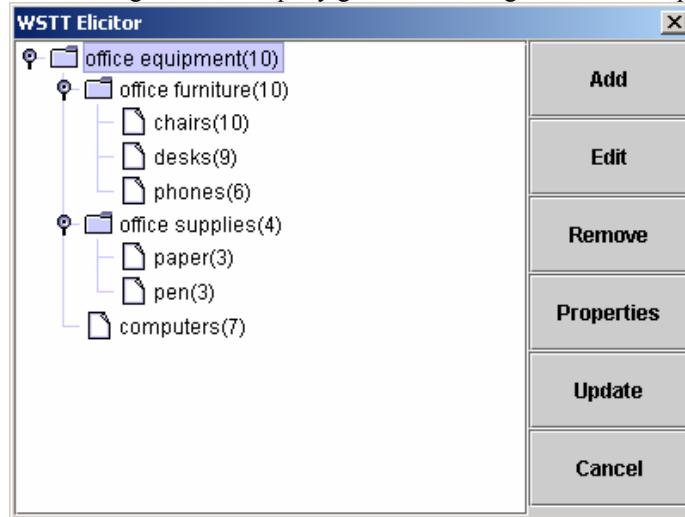 WSTT Elicitor
office equipment(10)
office furniture(10)
chairs(10)
desks(9)
phones(6)
office supplies(4)
paper(3)
pen(3)
computers(7)
Add
Edit
Remove
Properties
Update
Cancel